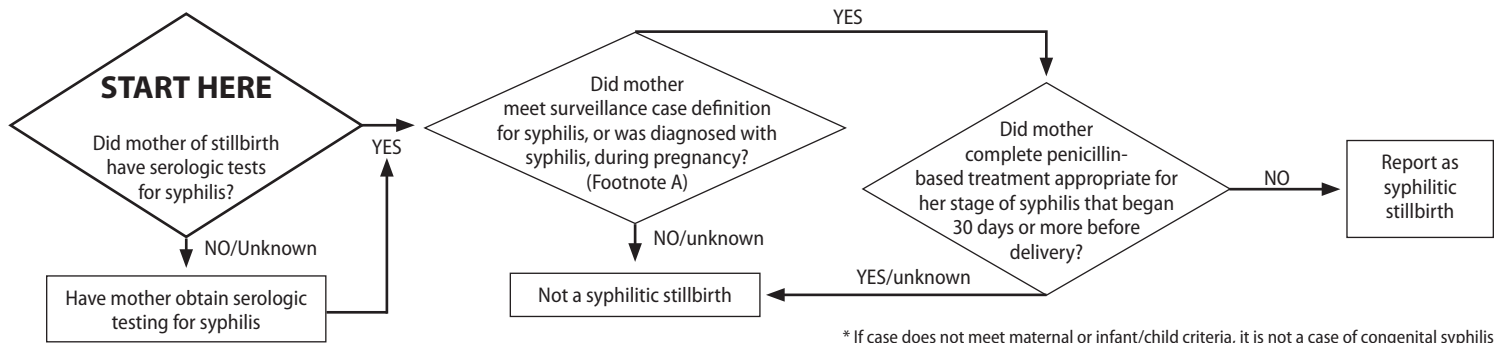 START HERE
Did mother of stillbirth
have serologic tests
for syphilis?
YES
NO/Unknown
Have mother obtain serologic
testing for syphilis
Did mother
meet surveillance case definition
for syphilis, or was diagnosed with
syphilis, during pregnancy?
(Footnote A)
YES
NO/unknown
Not a syphilitic stillbirth
Did mother
complete penicillin-
based treatment appropriate for
her stage of syphilis that began
30 days or more before
delivery?
YES/unknown
NO
Report as
syphilitic
stillbirth
* If case does not meet maternal or infant/child criteria, it is not a case of congenital syphilis